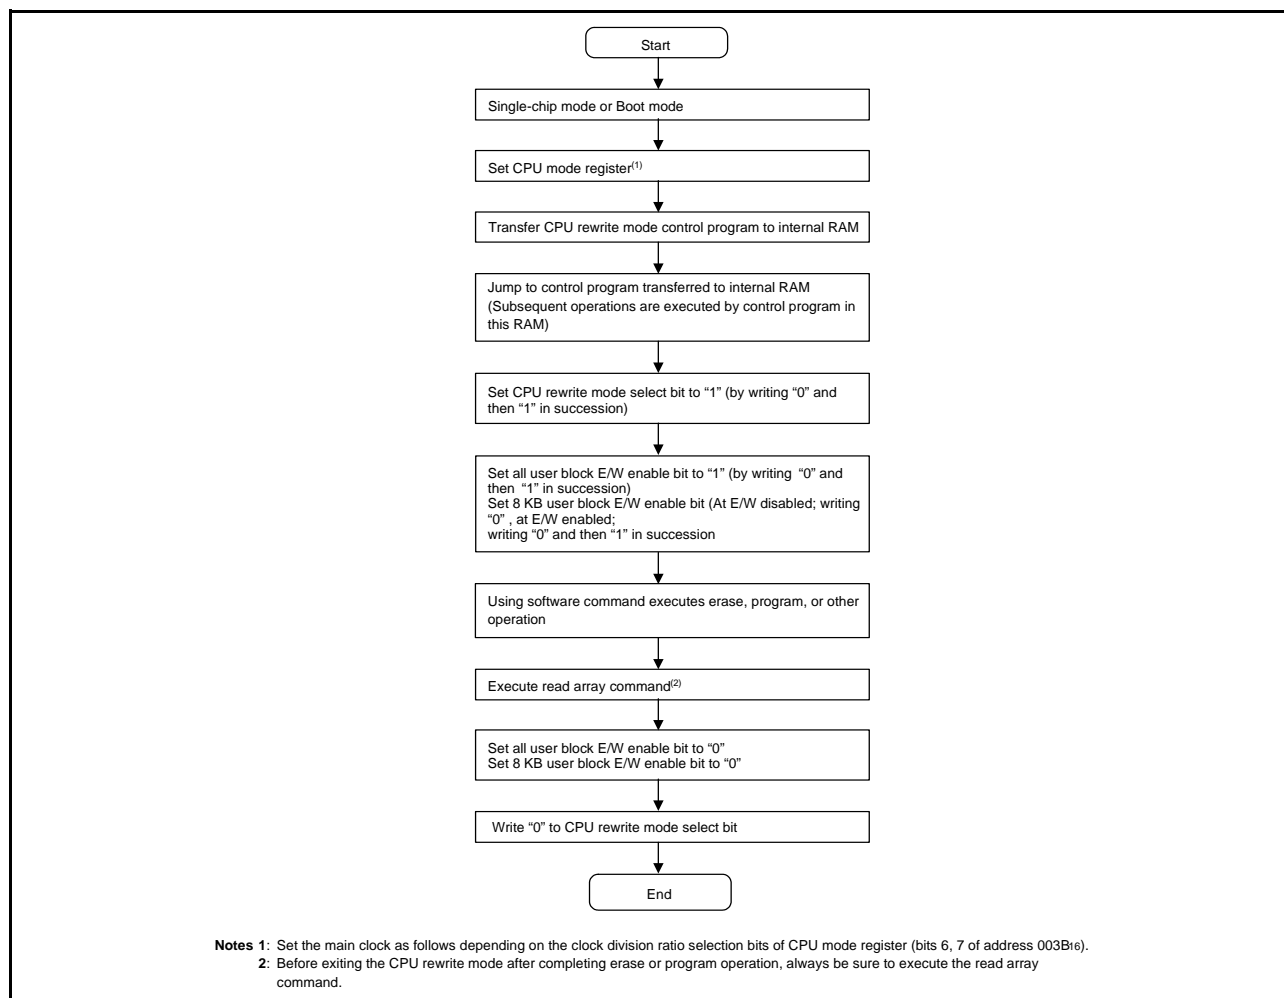 Start
Single-chip mode or Boot mode
Set CPU mode register(1)
Transfer CPU rewrite mode control program to internal RAM
Jump to control program transferred to internal RAM
(Subsequent operations are executed by control program in
this RAM)
Set CPU rewrite mode select bit to “1” (by writing “0” and
then “1” in succession)
Set all user block E/W enable bit to “1” (by writing “0” and
then “1” in succession)
Set 8 KB user block E/W enable bit (At E/W disabled; writing
“0” , at E/W enabled;
writing “0” and then “1” in succession
Using software command executes erase, program, or other
operation
Execute read array command(2)
Set all user block E/W enable bit to “0”
Set 8 KB user block E/W enable bit to “0”
Write “0” to CPU rewrite mode select bit
End
Notes 1: Set the main clock as follows depending on the clock division ratio selection bits of CPU mode register (bits 6, 7 of address 003B16).
2: Before exiting the CPU rewrite mode after completing erase or program operation, always be sure to execute the read array
command.